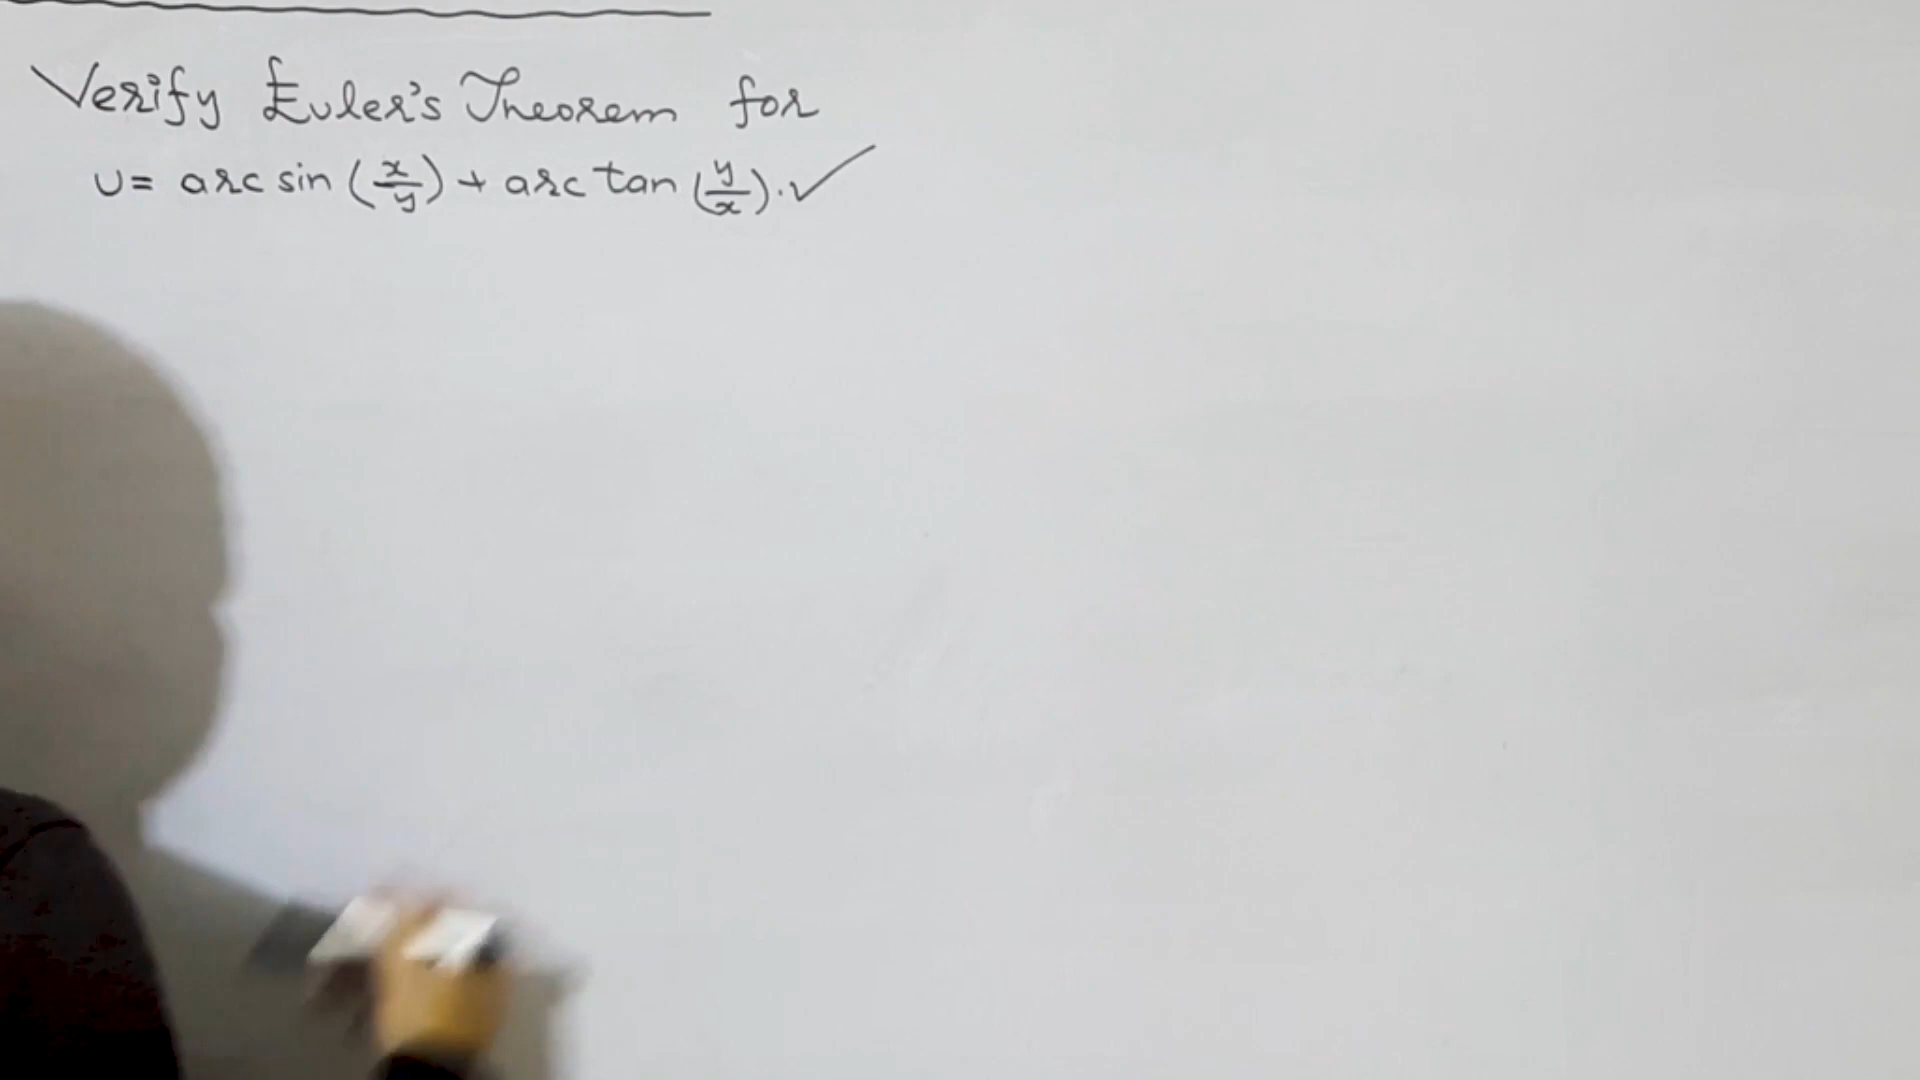 Verify Euler's Theorem for
u = arc sin (x/y) + arc tan (y/x). ✓